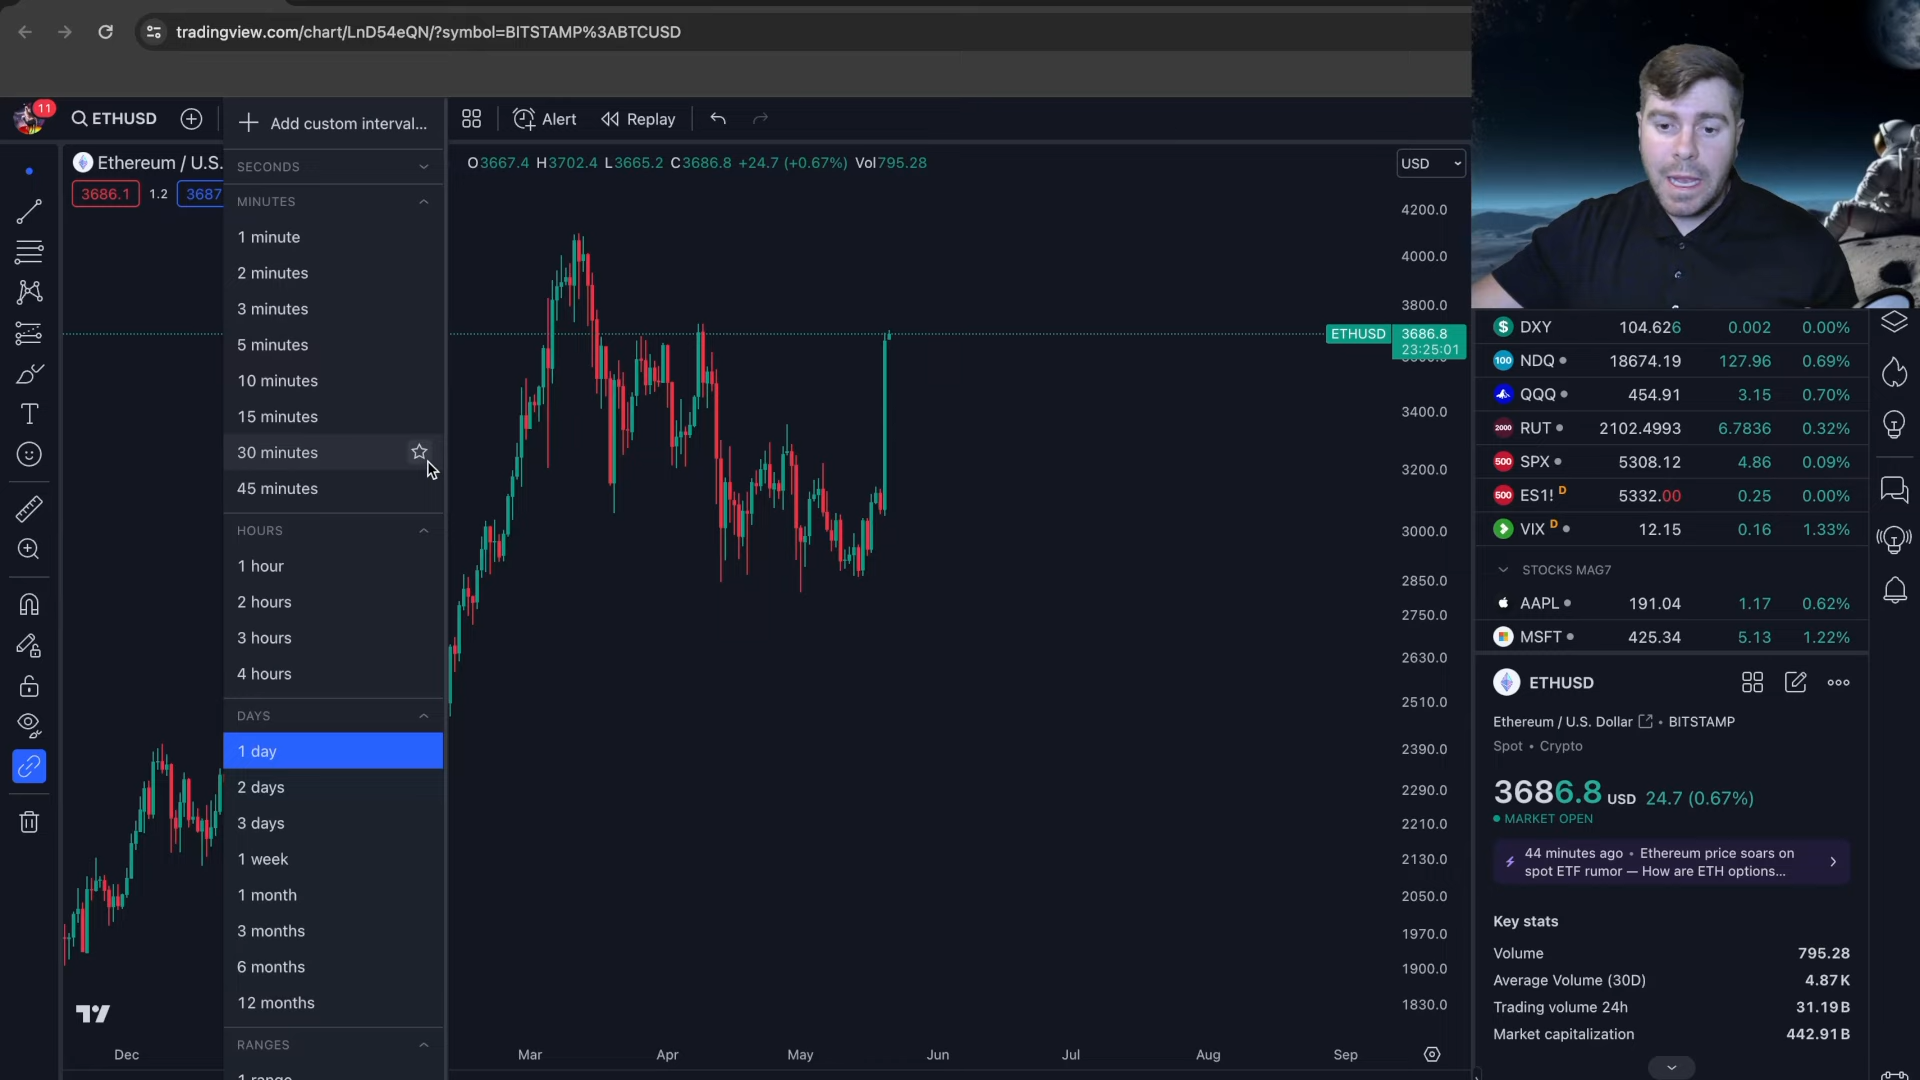 tradingview.com/chart/LnD54eQN/?symbol=BITSTAMP%3ABTCUSD
11
ETHUSD
Add custom interval...
Alert
Replay
Ethereum / U.S.
O3667.4 H3702.4 L3665.2 C3686.8 +24.7 (+0.67%) Vol795.28
USD
3686.1
1.2
3687
SECONDS
MINUTES
1 minute
2 minutes
3 minutes
5 minutes
10 minutes
15 minutes
30 minutes
45 minutes
HOURS
1 hour
2 hours
3 hours
4 hours
DAYS
1 day
2 days
3 days
1 week
1 month
3 months
6 months
12 months
RANGES
1 range
4200.0
4000.0
3800.0
ETHUSD
3686.8
23:25:01
3400.0
3200.0
3000.0
2850.0
2750.0
2630.0
2510.0
2390.0
2290.0
2210.0
2130.0
2050.0
1970.0
1900.0
1830.0
Dec
Mar
Apr
May
Jun
Jul
Aug
Sep
$ DXY 104.626 0.002 0.00%
100 NDQ 18674.19 127.96 0.69%
QQQ 454.91 3.15 0.70%
2000 RUT 2102.4993 6.7836 0.32%
500 SPX 5308.12 4.86 0.09%
500 ES1! D 5332.00 0.25 0.00%
VIX D 12.15 0.16 1.33%
STOCKS MAG7
AAPL 191.04 1.17 0.62%
MSFT 425.34 5.13 1.22%
ETHUSD
Ethereum / U.S. Dollar • BITSTAMP
Spot • Crypto
3686.8 USD 24.7 (0.67%)
MARKET OPEN
44 minutes ago • Ethereum price soars on
spot ETF rumor — How are ETH options...
Key stats
Volume 795.28
Average Volume (30D) 4.87K
Trading volume 24h 31.19B
Market capitalization 442.91B